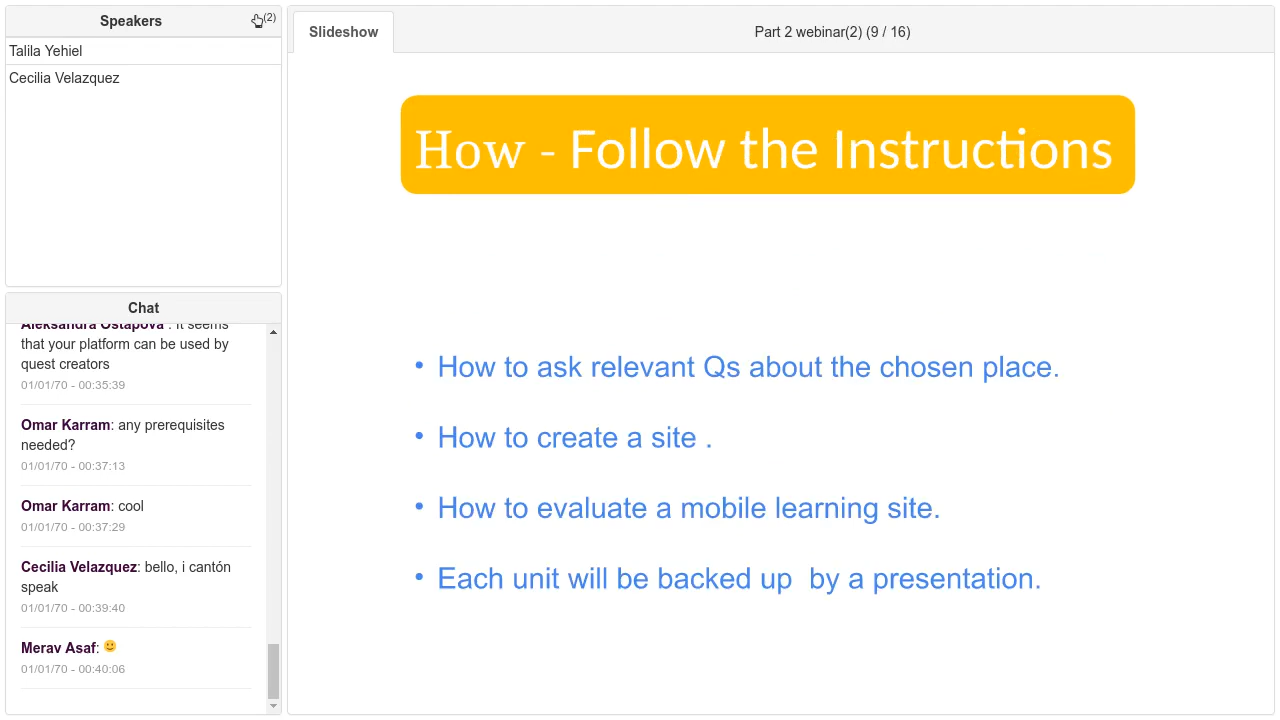 Speakers
(2)
Talila Yehiel
Cecilia Velazquez
Chat
Aleksandra Ostapova : It seems
that your platform can be used by
quest creators
01/01/70 - 00:35:39
Omar Karram: any prerequisites
needed?
01/01/70 - 00:37:13
Omar Karram: cool
01/01/70 - 00:37:29
Cecilia Velazquez: bello, i cantón
speak
01/01/70 - 00:39:40
Merav Asaf: 🙂
01/01/70 - 00:40:06
Slideshow
Part 2 webinar(2) (9 / 16)
How - Follow the Instructions
• How to ask relevant Qs about the chosen place.
• How to create a site .
• How to evaluate a mobile learning site.
• Each unit will be backed up  by a presentation.